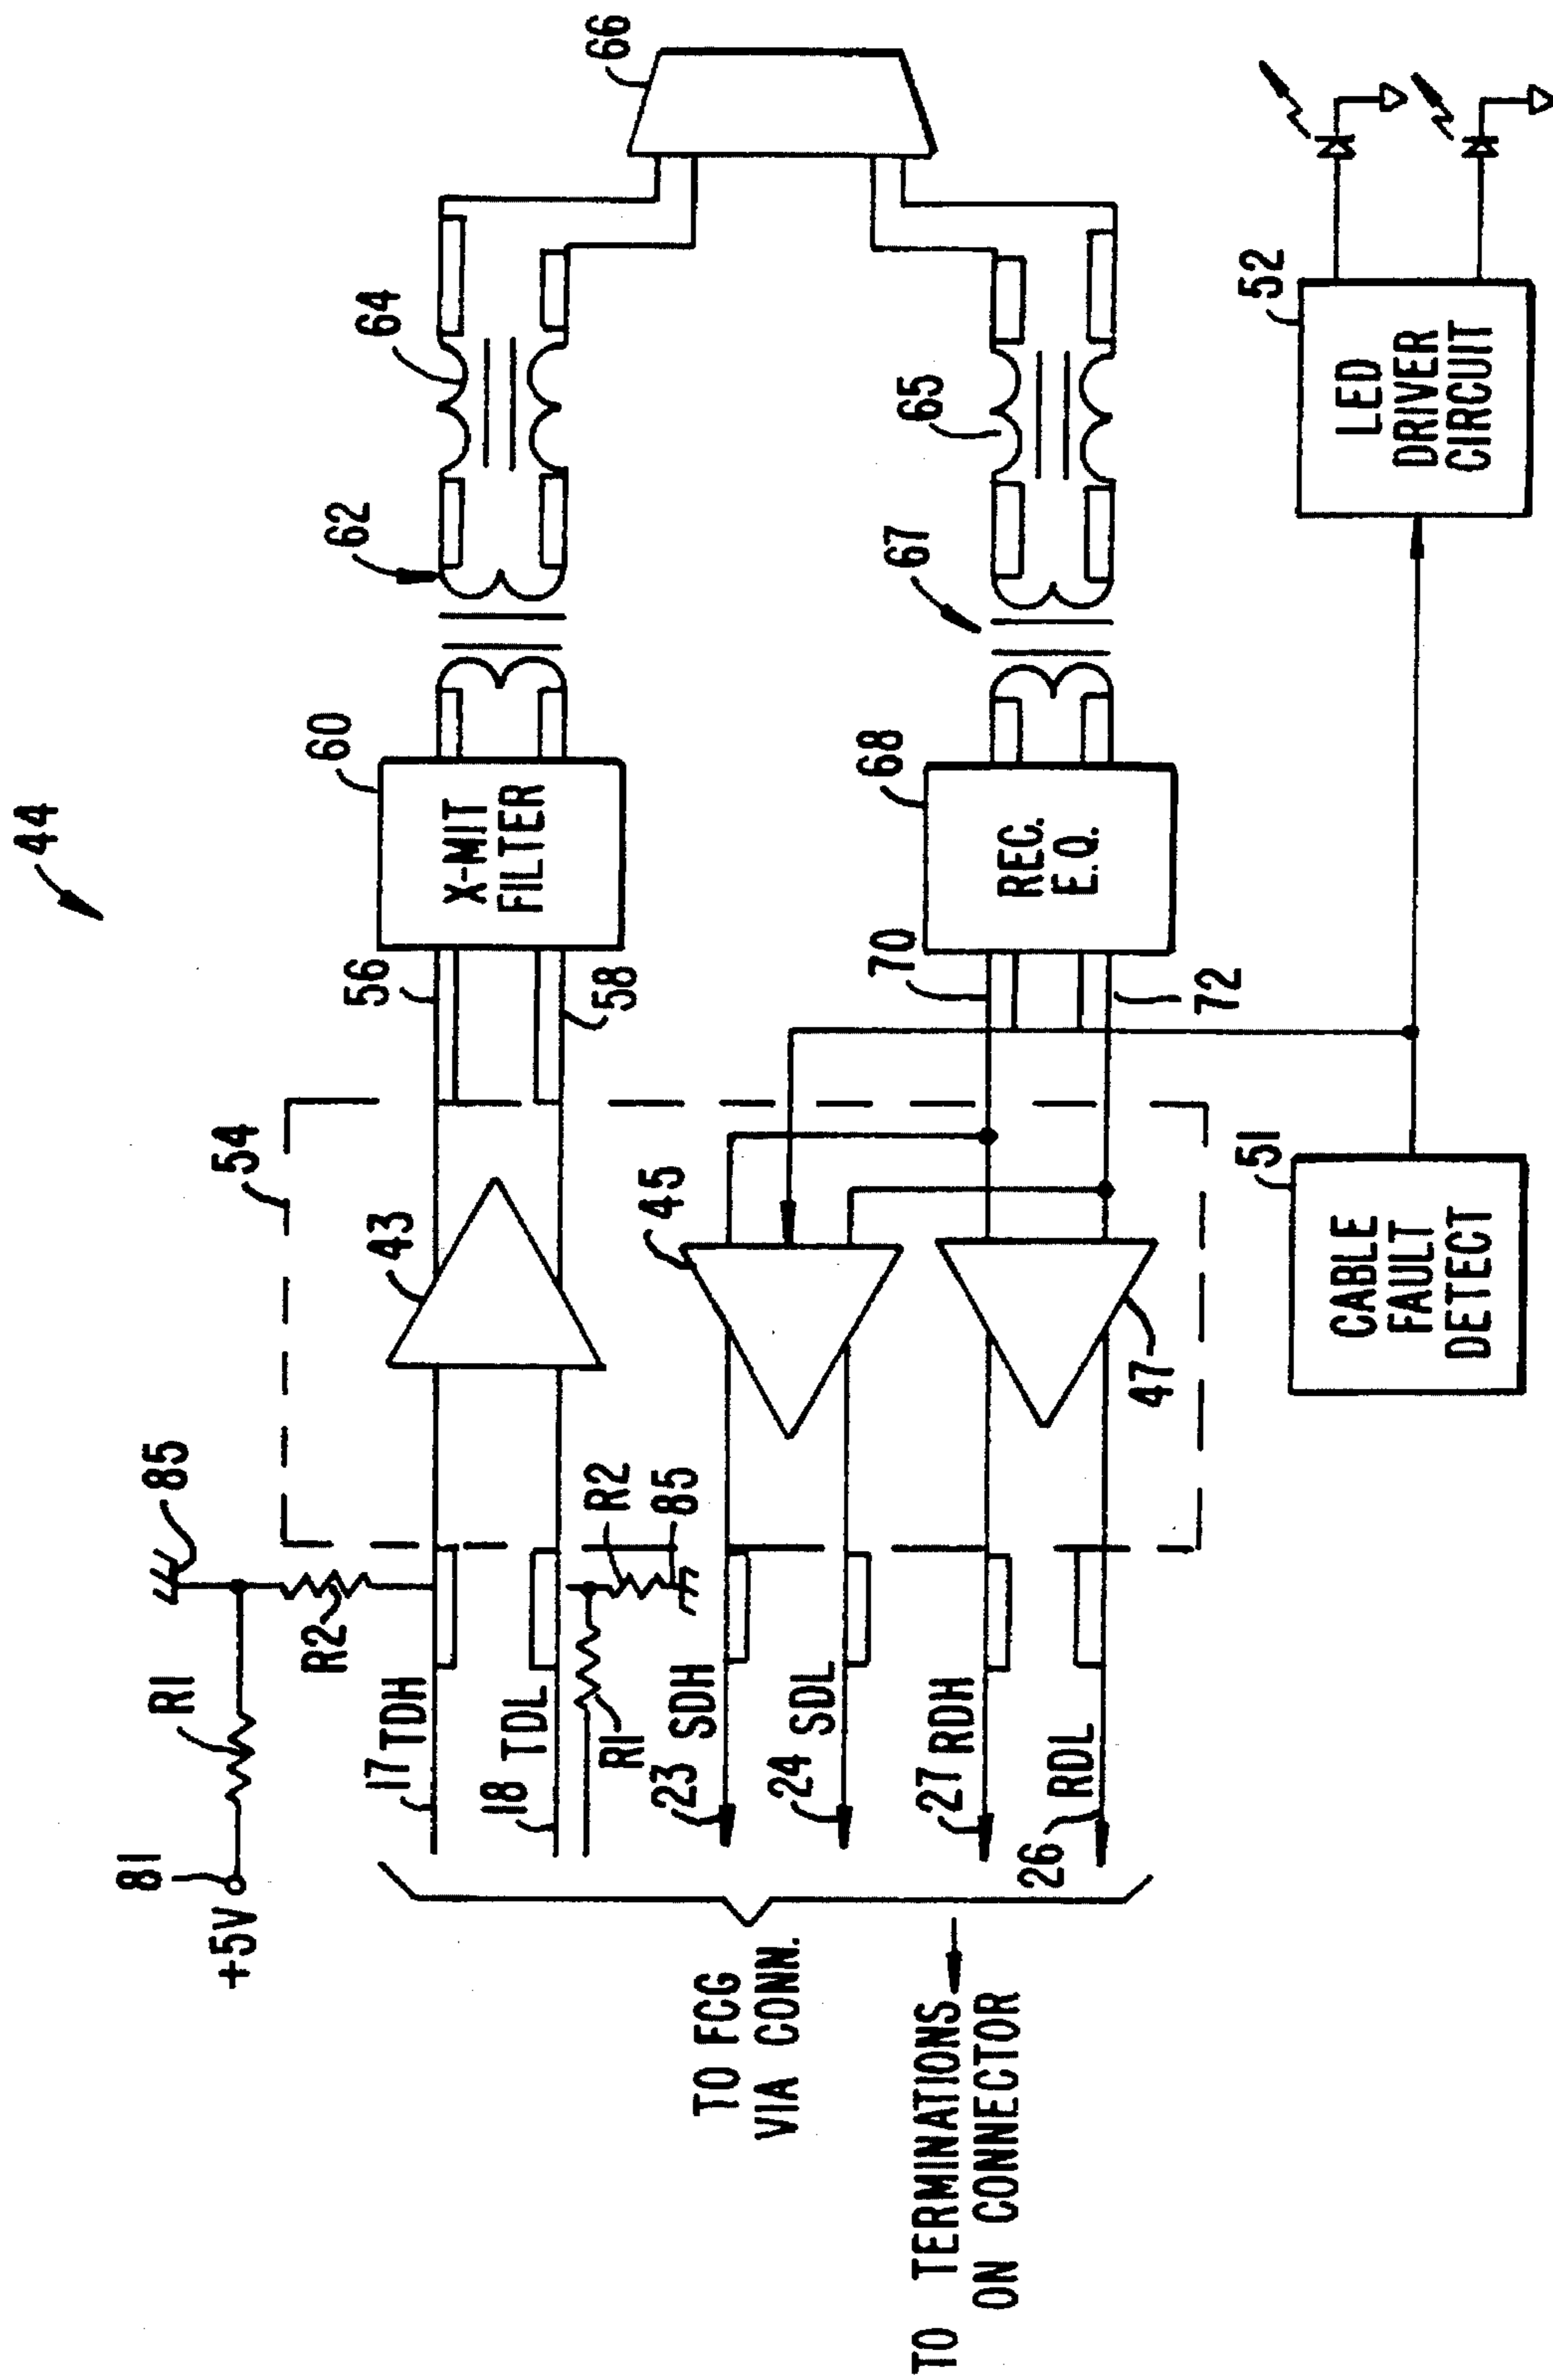 44
+5V
81
R1
R2
85
54
43
56
58
60
X-MIT
FILTER
62
64
66
17 TDH
18 TDL
R1
R2
85
23 SDH
24 SDL
27 RDH
26 RDL
45
47
70
72
68
REC.
E.Q.
67
65
TO FCG
VIA CONN.
TO TERMINATIONS
ON CONNECTOR
51
CABLE
FAULT
DETECT
52
LED
DRIVER
CIRCUIT